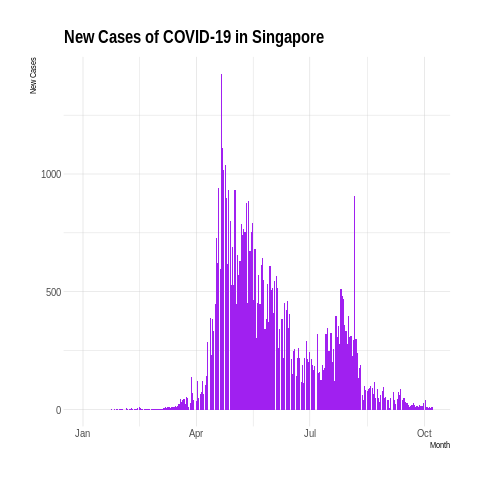 New Cases of COVID-19 in Singapore
New Cases
1000
500
0
Jan
Apr
Jul
Oct
Month